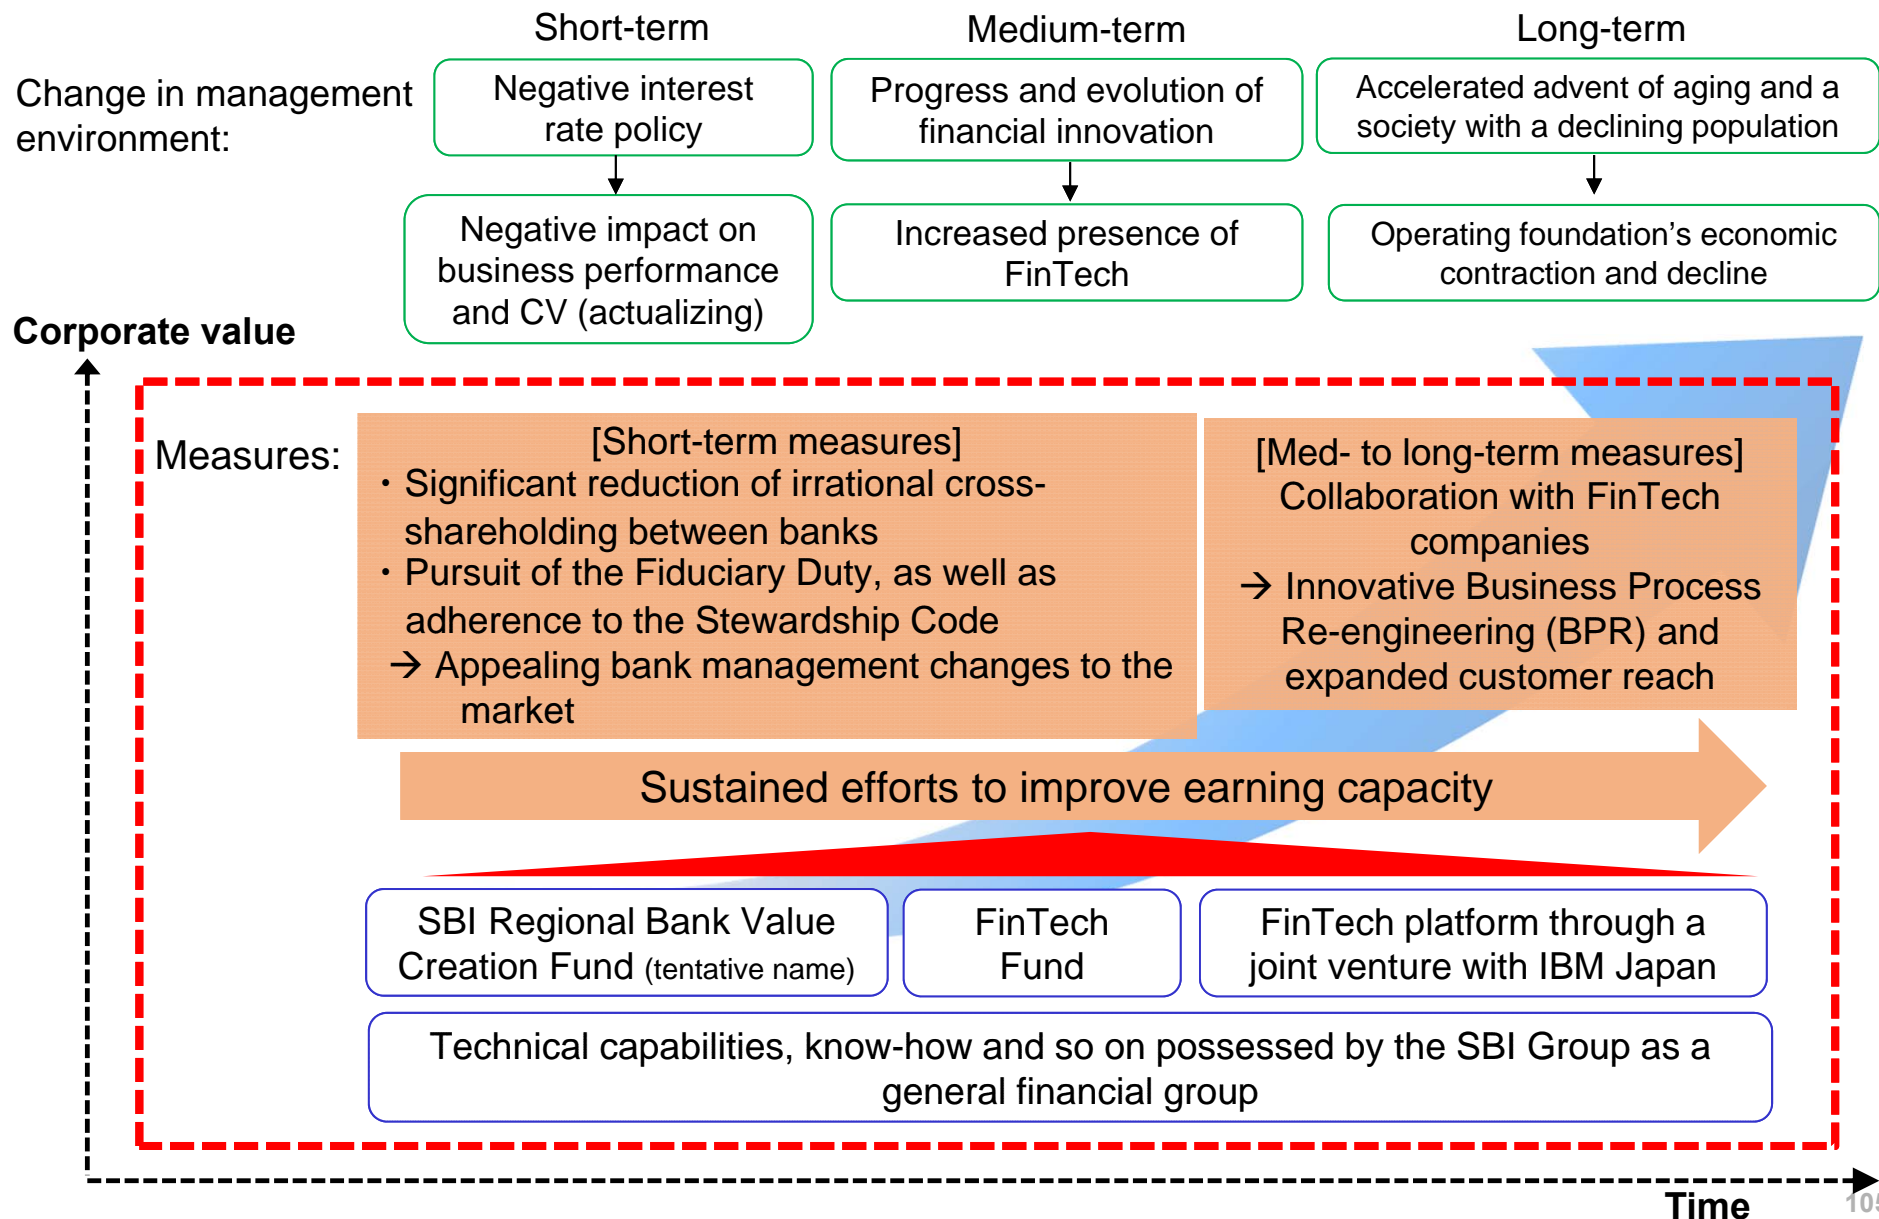 Short-term
Medium-term
Long-term
Change in management
environment:
Negative interest
rate policy
Progress and evolution of
financial innovation
Accelerated advent of aging and a
society with a declining population
Negative impact on
business performance
and CV (actualizing)
Increased presence of
FinTech
Operating foundation’s economic
contraction and decline
Corporate value
Measures:
[Short-term measures]
・Significant reduction of irrational cross-
shareholding between banks
・Pursuit of the Fiduciary Duty, as well as
adherence to the Stewardship Code
→ Appealing bank management changes to the
market
[Med- to long-term measures]
Collaboration with FinTech
companies
→ Innovative Business Process
Re-engineering (BPR) and
expanded customer reach
Sustained efforts to improve earning capacity
SBI Regional Bank Value
Creation Fund (tentative name)
FinTech
Fund
FinTech platform through a
joint venture with IBM Japan
Technical capabilities, know-how and so on possessed by the SBI Group as a
general financial group
Time
105